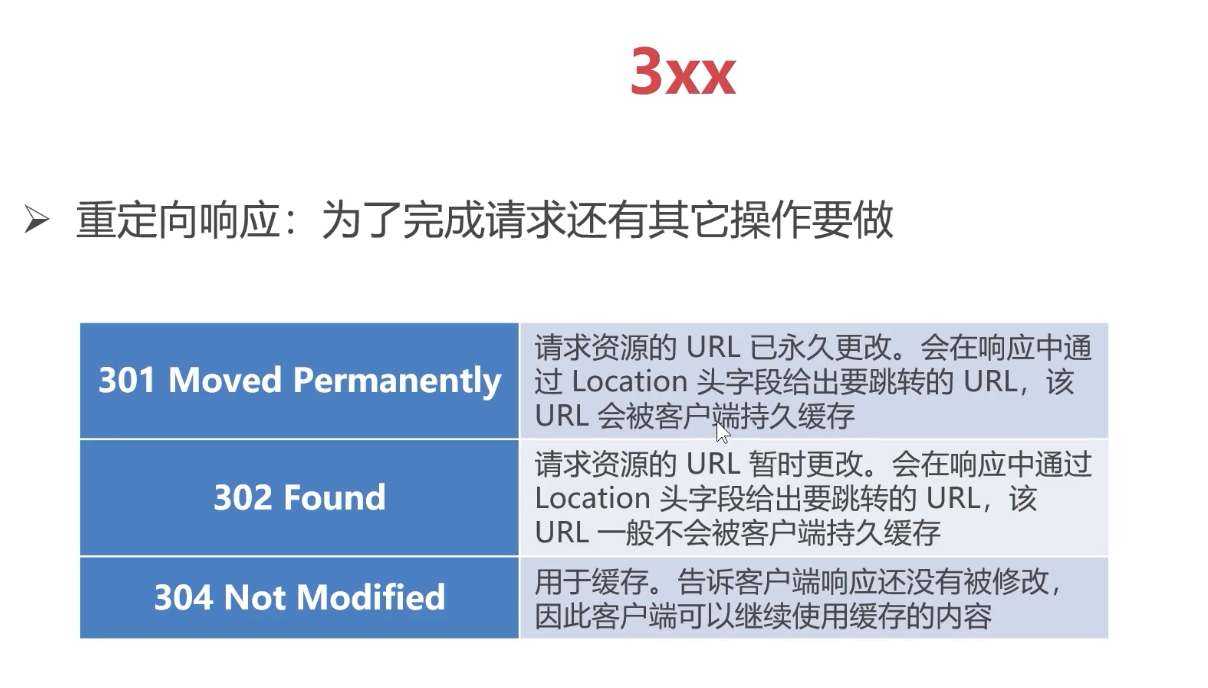 3xx
重定向响应：为了完成请求还有其它操作要做
301 Moved Permanently
请求资源的 URL 已永久更改。会在响应中通
过 Location 头字段给出要跳转的 URL，该
URL 会被客户端持久缓存
302 Found
请求资源的 URL 暂时更改。会在响应中通过
Location 头字段给出要跳转的 URL，该
URL 一般不会被客户端持久缓存
304 Not Modified
用于缓存。告诉客户端响应还没有被修改，
因此客户端可以继续使用缓存的内容